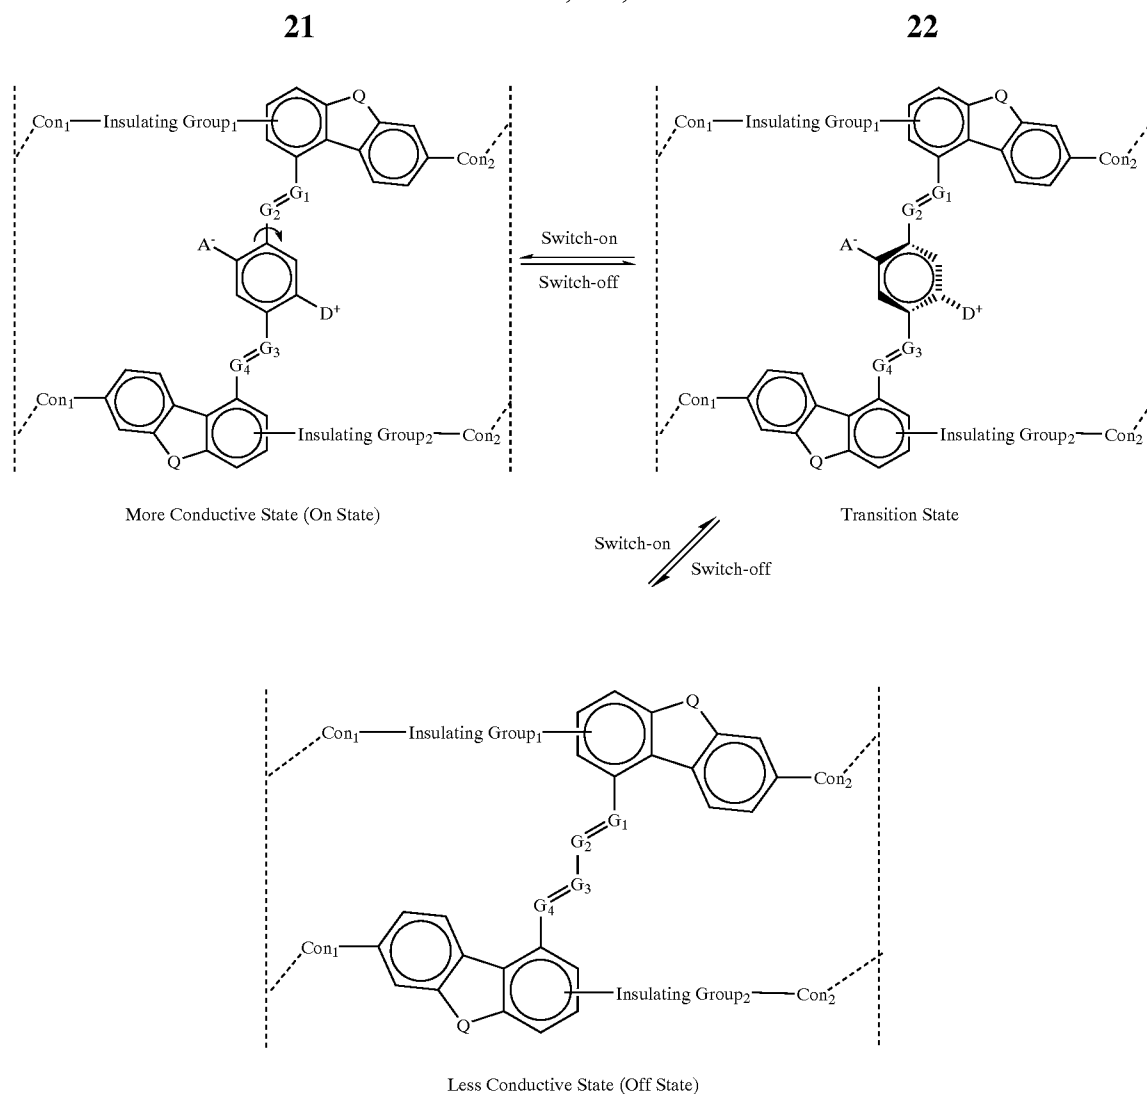 21
22
Q
Q
Con1
Insulating Group1
Con1
Insulating Group1
Con2
Con2
G1
G1
G2
G2
A-
Switch-on
A-
Switch-off
D+
D+
G3
G3
G4
G4
Con1
Con1
Insulating Group2
Con2
Insulating Group2
Con2
Q
Q
More Conductive State (On State)
Transition State
Switch-on
Switch-off
Q
Con1
Insulating Group1
Con2
G1
G2
G3
G4
Con1
Insulating Group2
Con2
Q
Less Conductive State (Off State)